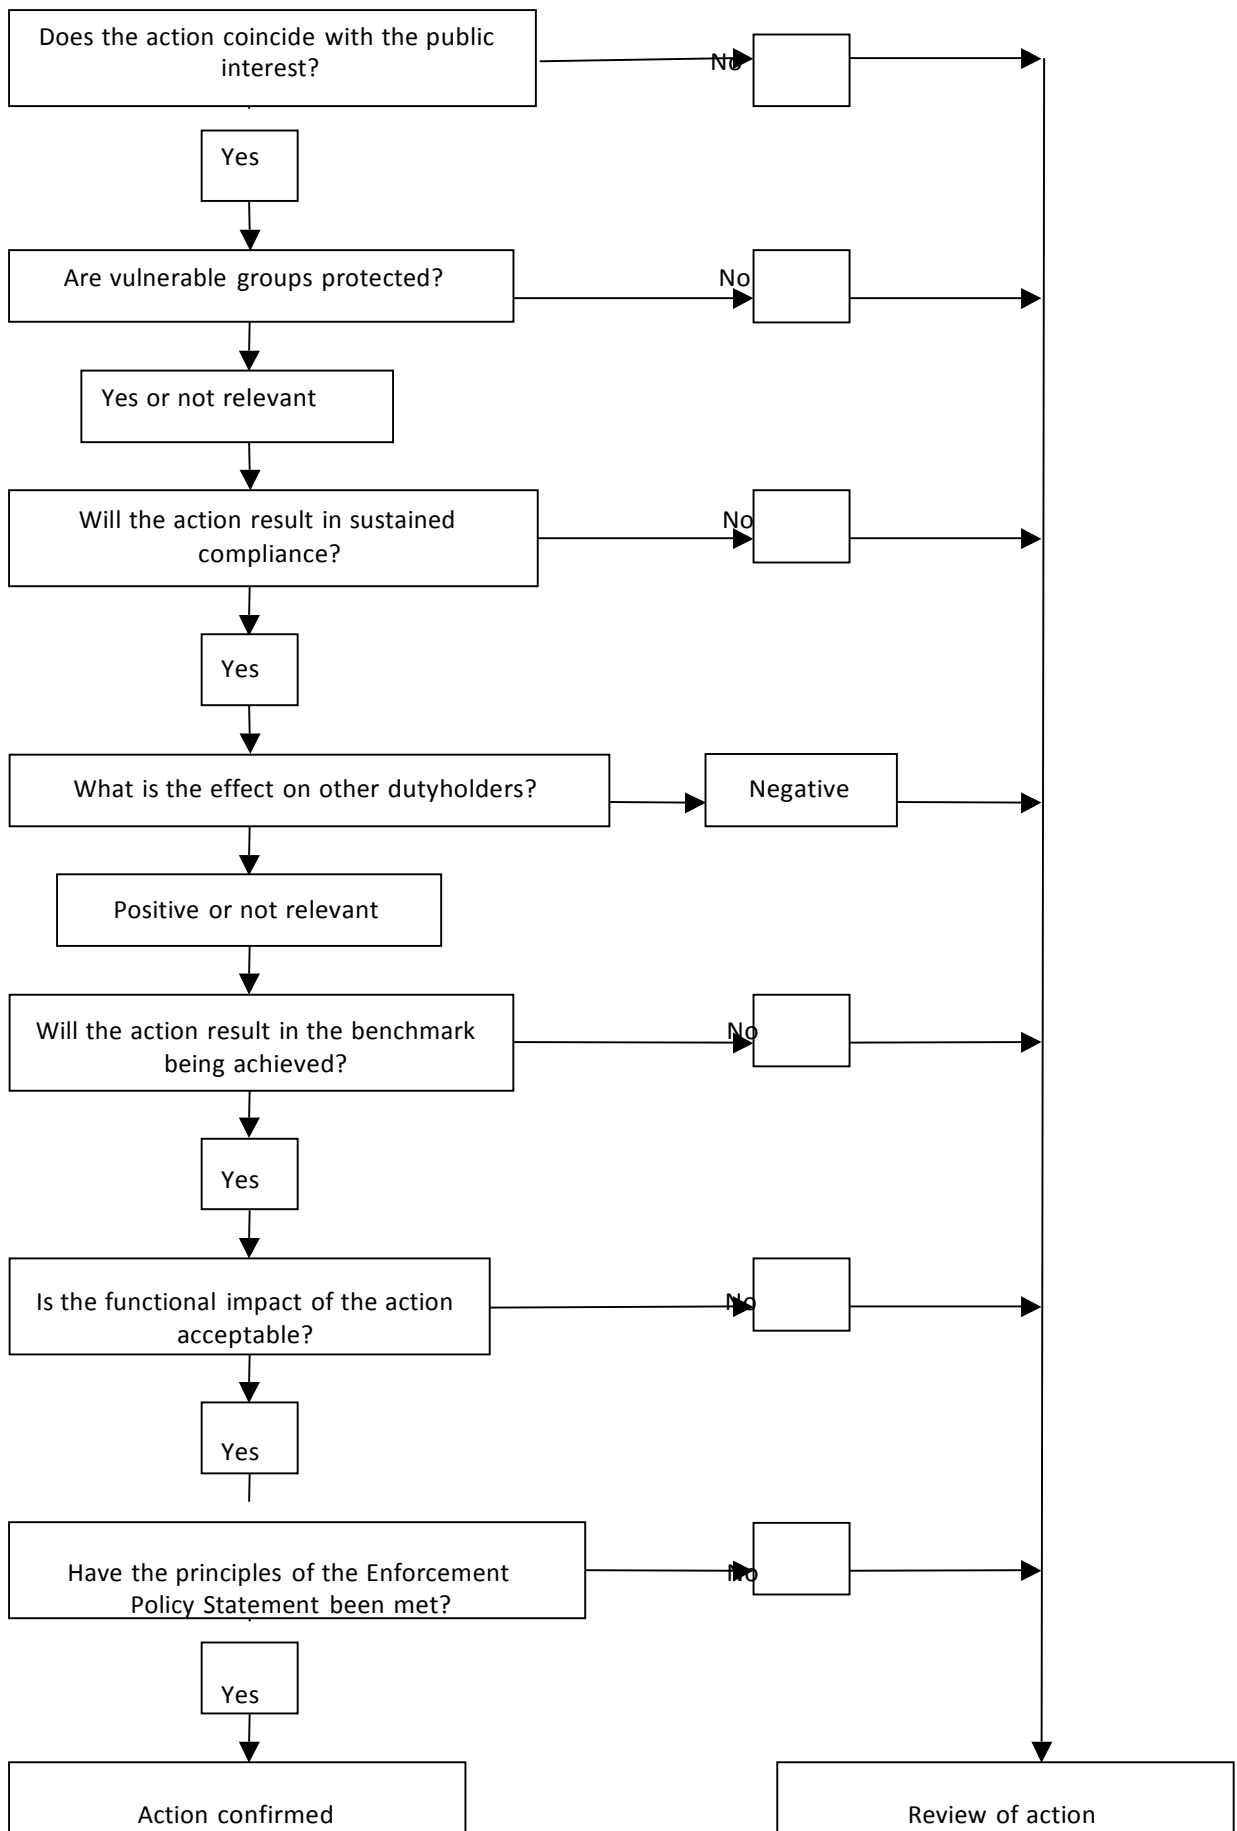 Does the action coincide with the public
interest?
No
Yes
Are vulnerable groups protected?
No
Yes or not relevant
Will the action result in sustained
compliance?
No
Yes
What is the effect on other dutyholders?
Negative
Positive or not relevant
Will the action result in the benchmark
being achieved?
No
Yes
Is the functional impact of the action
acceptable?
No
Yes
Have the principles of the Enforcement
Policy Statement been met?
No
Yes
Action confirmed
Review of action